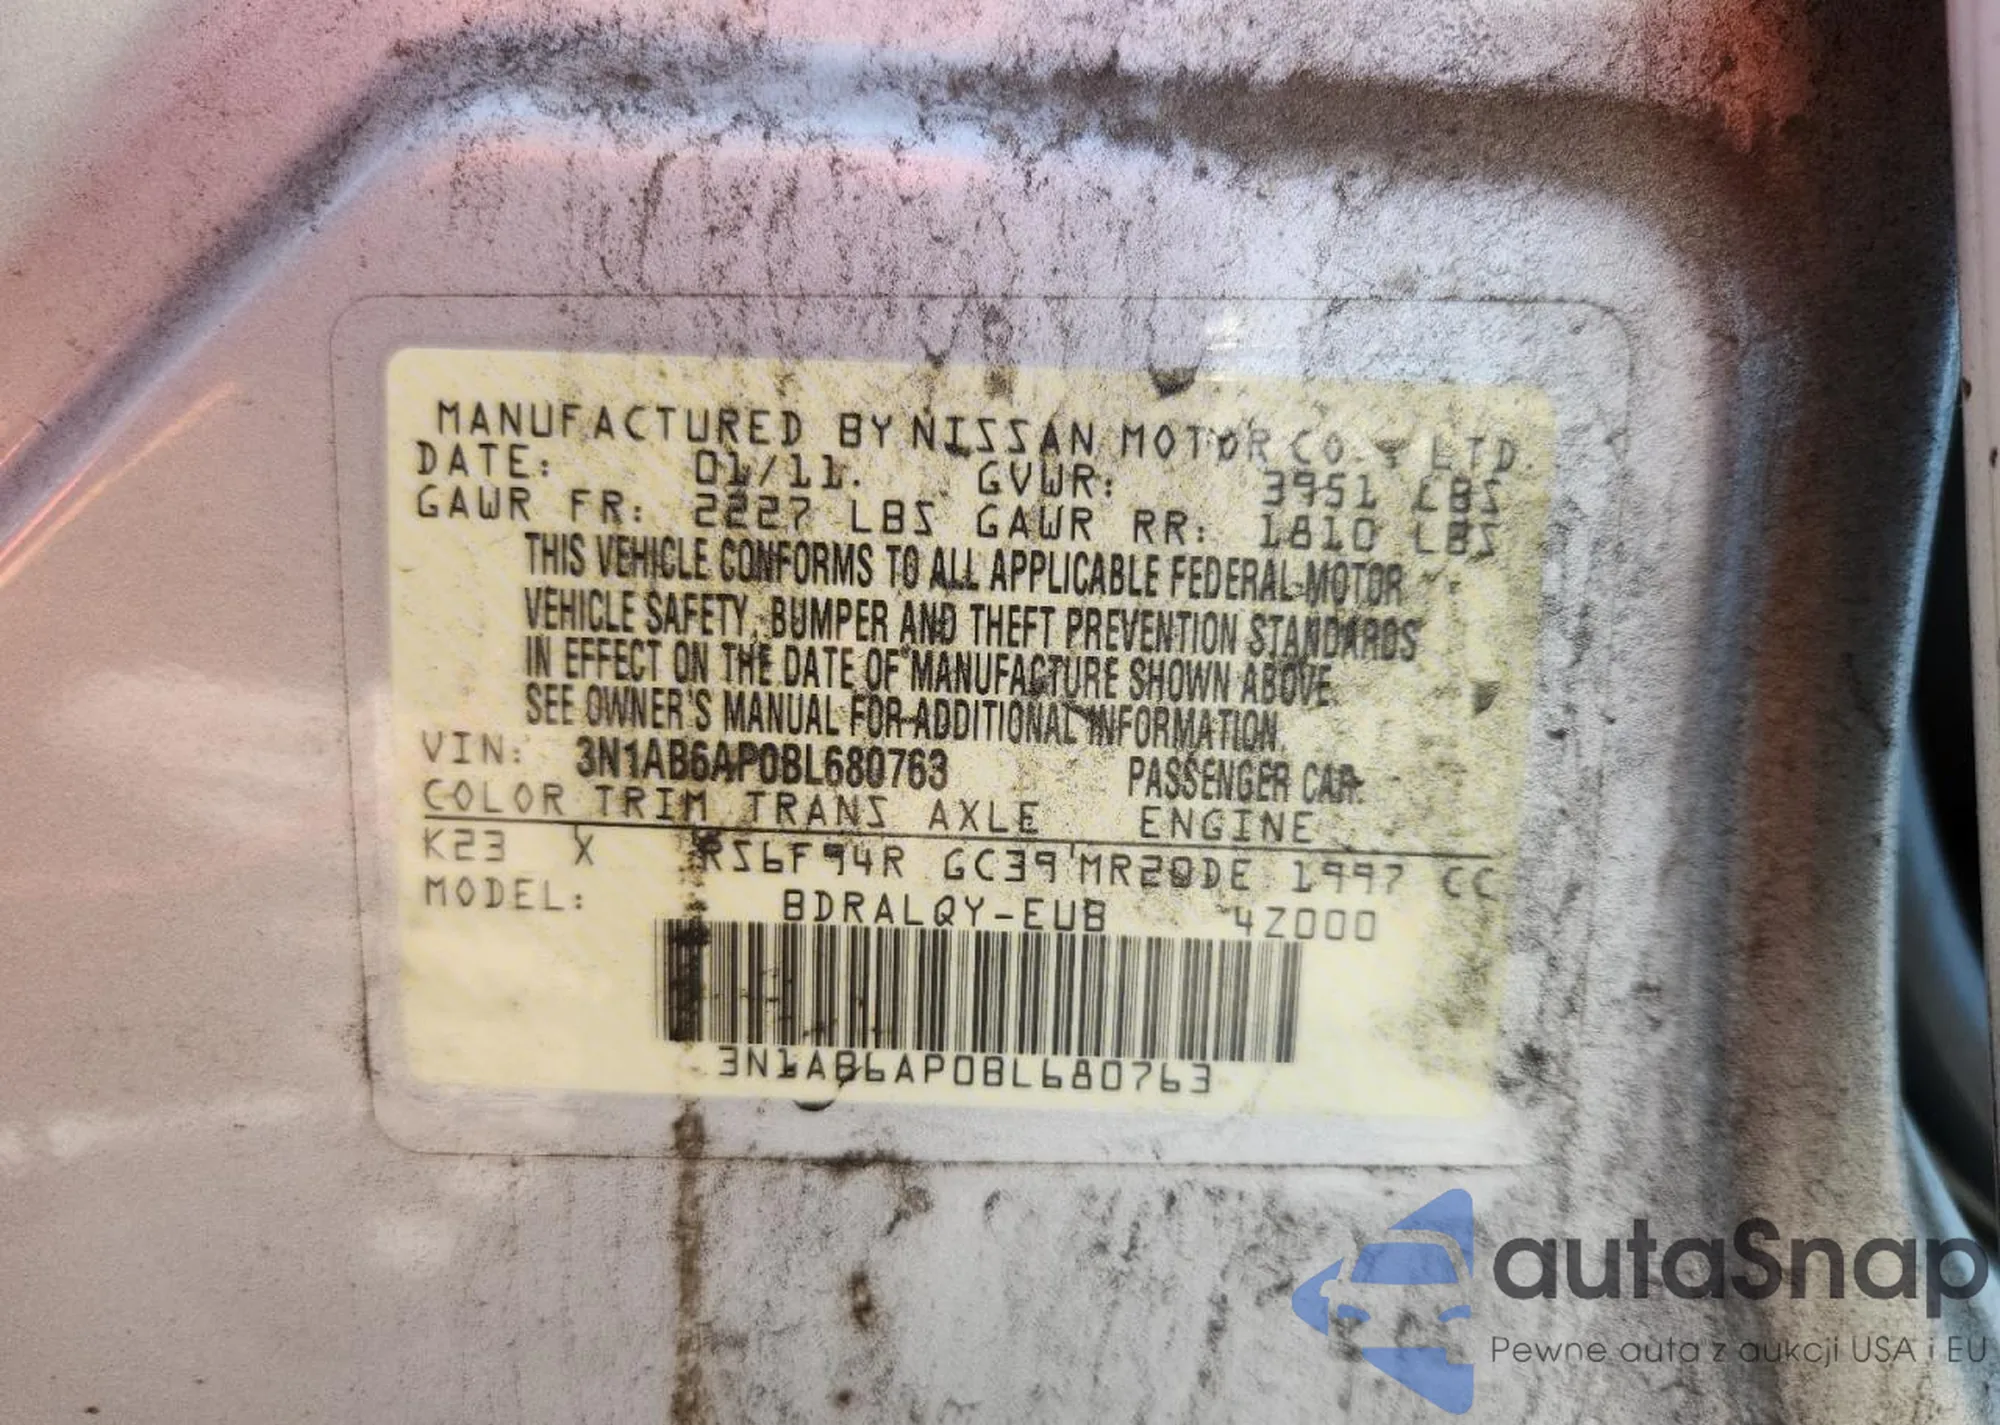 MANUFACTURED BY NISSAN MOTOR CO., LTD.
DATE: 01/11. GVWR: 3951 LBS
GAWR FR: 2227 LBS GAWR RR: 1810 LBS
THIS VEHICLE CONFORMS TO ALL APPLICABLE FEDERAL MOTOR
VEHICLE SAFETY, BUMPER AND THEFT PREVENTION STANDARDS
IN EFFECT ON THE DATE OF MANUFACTURE SHOWN ABOVE.
SEE OWNER'S MANUAL FOR ADDITIONAL INFORMATION.
VIN: 3N1AB6AP0BL680763 PASSENGER CAR
COLOR TRIM TRANS AXLE ENGINE
K23 X RS6F94R GC39 MR20DE 1997 CC
MODEL: BDRALQY-EUB 4Z000
3N1AB6AP0BL680763
autaSnap
Pewne auta z aukcji USA i EU